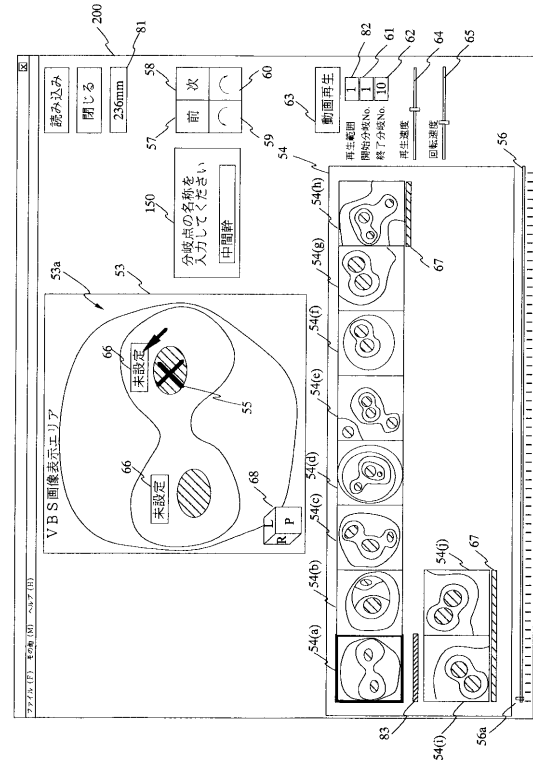 ファイル (F) その他 (M) ヘルプ (H)
X
200
VBS画像表示エリア
53a
53
未設定
66
未設定
66
55
68
L
R
P
読み込み
閉じる
236mm
81
150
分岐点の名称を
入力してください
中間幹
57
58
前
次
59
60
63
動画再生
再生範囲
1
82
開始分岐No.
1
61
終了分岐No.
10
62
再生速度
64
回転速度
65
54
54(a)
54(b)
54(c)
54(d)
54(e)
54(f)
54(g)
54(h)
67
83
54(i)
54(j)
67
56a
56